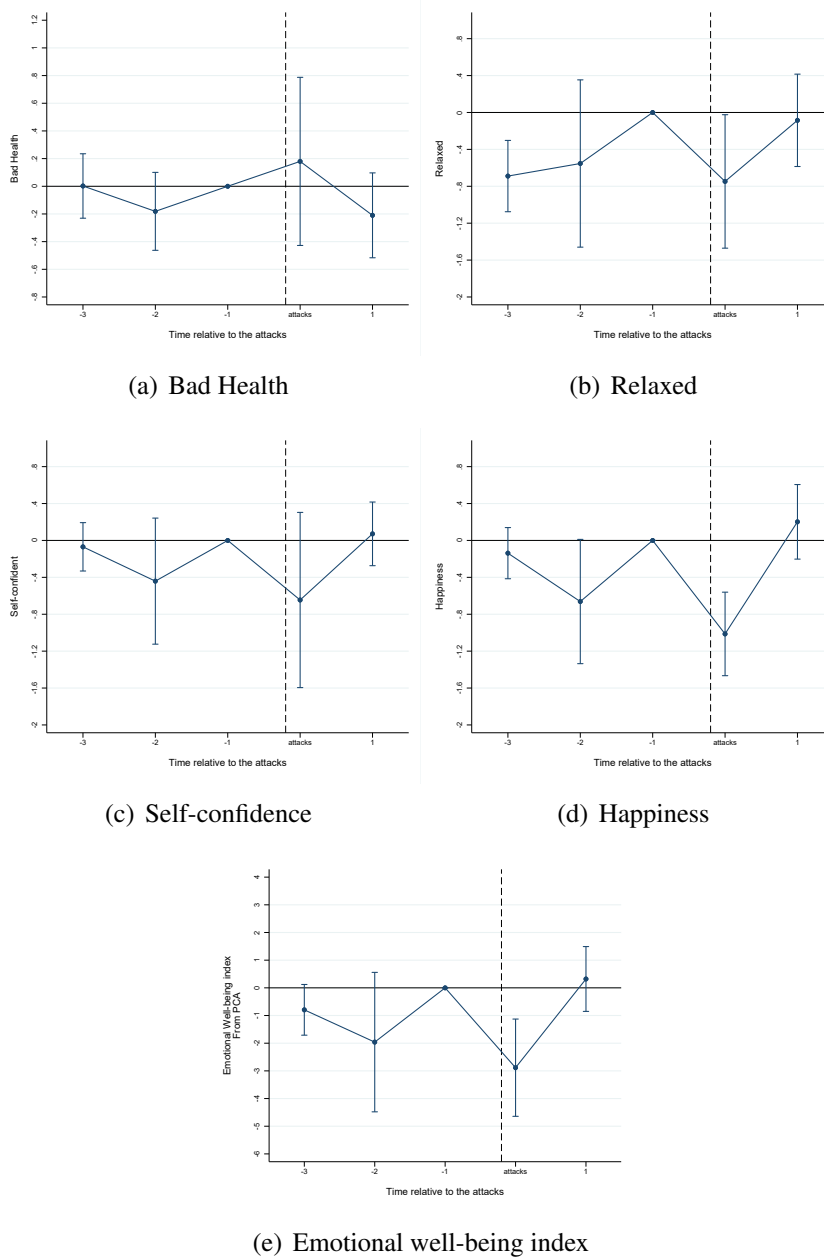 Bad Health
1.2
1
.8
.6
.4
.2
0
-.2
-.4
-.6
-.8
-3 -2 -1 attacks 1
Time relative to the attacks
(a) Bad Health
Relaxed
.8
.4
0
-.4
-.8
-1.2
-1.6
-2
-3 -2 -1 attacks 1
Time relative to the attacks
(b) Relaxed
Self-confident
.8
.4
0
-.4
-.8
-1.2
-1.6
-2
-3 -2 -1 attacks 1
Time relative to the attacks
(c) Self-confidence
Happiness
.8
.4
0
-.4
-.8
-1.2
-1.6
-2
-3 -2 -1 attacks 1
Time relative to the attacks
(d) Happiness
Emotional Well-being index
From PCA
4
3
2
1
0
-1
-2
-3
-4
-5
-6
-3 -2 -1 attacks 1
Time relative to the attacks
(e) Emotional well-being index